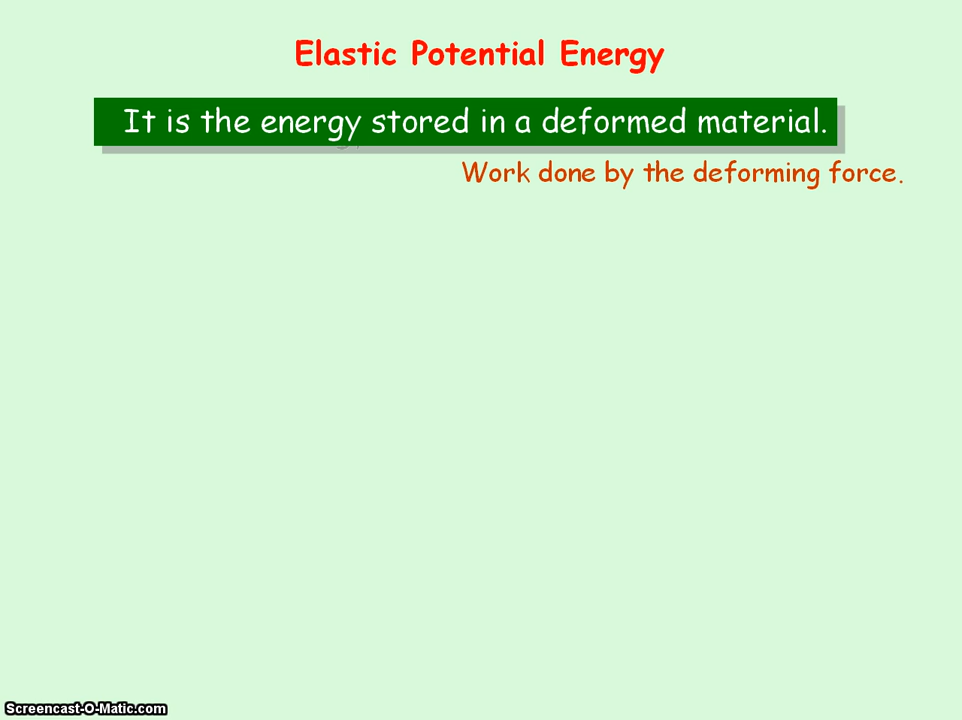 Elastic Potential Energy
It is the energy stored in a deformed material.
Work done by the deforming force.
Screencast-O-Matic.com